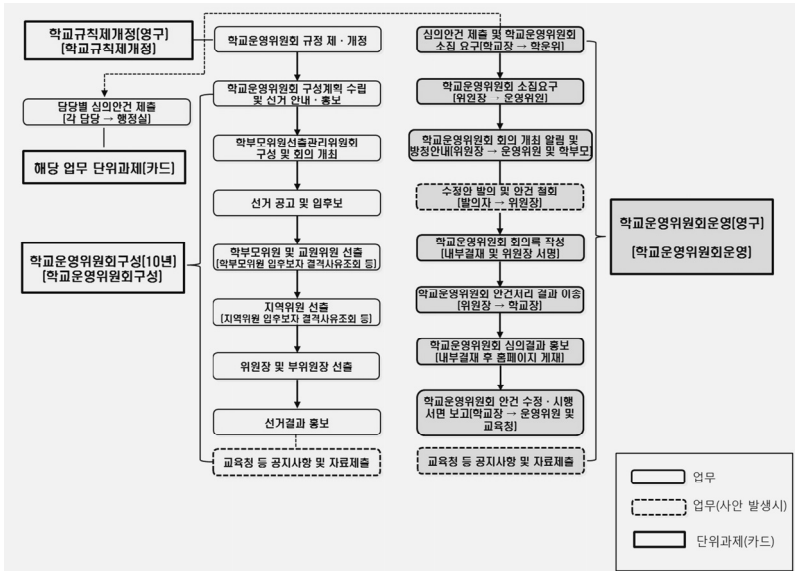 학교규칙제개정[영구]
[학교규칙제개정]
담당별 심의안건 제출
[각 담당 → 행정실]
해당 업무 단위과제[카드]
학교운영위원회구성[10년]
[학교운영위원회구성]
학교운영위원회 규정 제·개정
학교운영위원회 구성계획 수립
및 선거 안내·홍보
학부모위원선출관리위원회
구성 및 회의 개최
선거 공고 및 입후보
학부모위원 및 교원위원 선출
[학부모위원 입후보자 결격사유조회 등]
지역위원 선출
[지역위원 입후보자 결격사유조회 등]
위원장 및 부위원장 선출
선거결과 홍보
교육청 등 공지사항 및 자료제출
심의안건 제출 및 학교운영위원회
소집 요구[학교장 → 학운위]
학교운영위원회 소집요구
[위원장 → 운영위원]
학교운영위원회 회의 개최 알림 및
방청안내[위원장 → 운영위원 및 학부모]
수정안 발의 및 안건 철회
[발의자 → 위원장]
학교운영위원회 회의록 작성
[내부결재 및 위원장 서명]
학교운영위원회 안건처리 결과 이송
[위원장 → 학교장]
학교운영위원회 심의결과 홍보
[내부결재 후 홈페이지 게재]
학교운영위원회 안건 수정·시행
서면 보고[학교장 → 운영위원 및
교육청]
교육청 등 공지사항 및 자료제출
학교운영위원회운영[영구]
[학교운영위원회운영]
업무
업무(사안 발생시)
단위과제(카드)